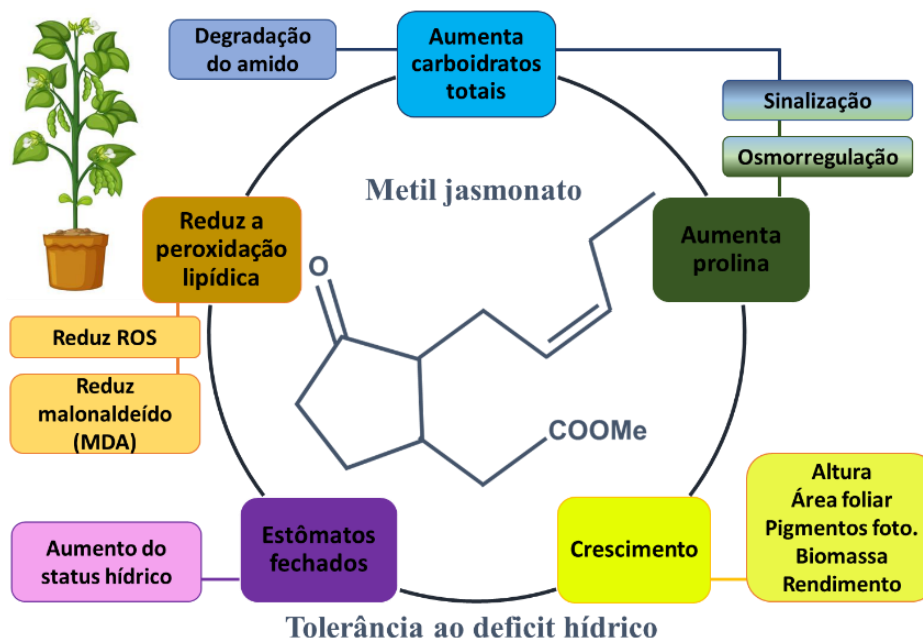 Degradação
do amido
Aumenta
carboidratos
totais
Sinalização
Osmorregulação
Metil jasmonato
Reduz a
peroxidação
lipídica
Aumenta
prolina
O
Reduz ROS
Reduz
malonaldeído
(MDA)
COOMe
Estômatos
fechados
Aumento do
status hídrico
Crescimento
Altura
Área foliar
Pigmentos foto.
Biomassa
Rendimento
Tolerância ao deficit hídrico